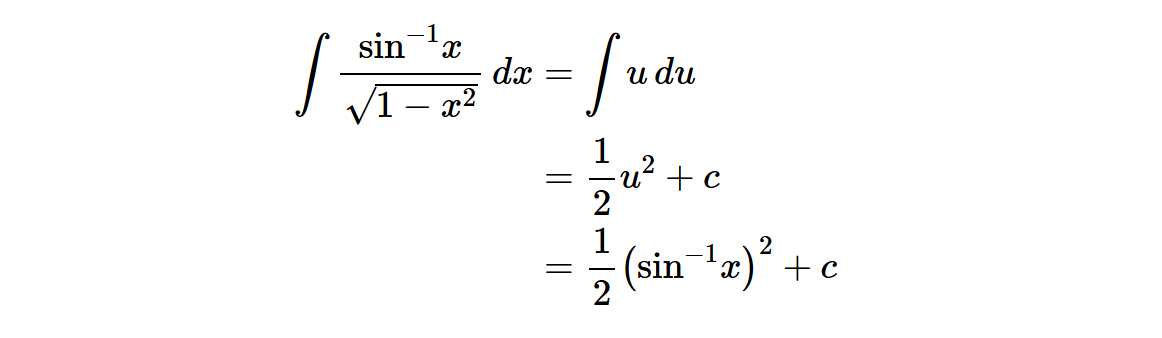 ∫ sin⁻¹x / √(1 − x²) dx = ∫ u du
= 1/2 u² + c
= 1/2 (sin⁻¹x)² + c